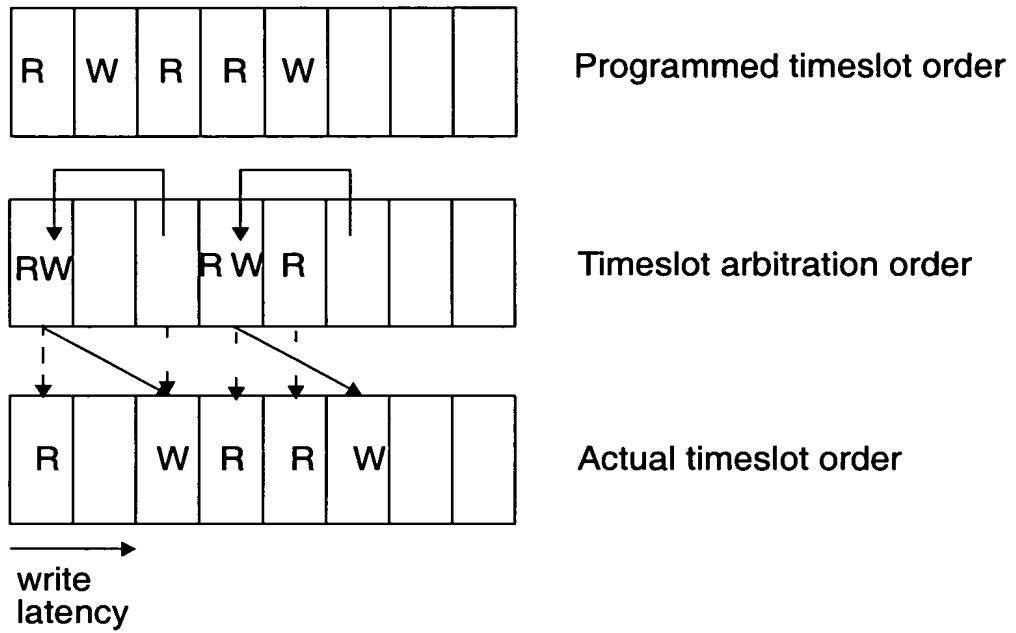 R W R R W Programmed timeslot order
RW R W R Timeslot arbitration order
R W R R W Actual timeslot order
write
latency